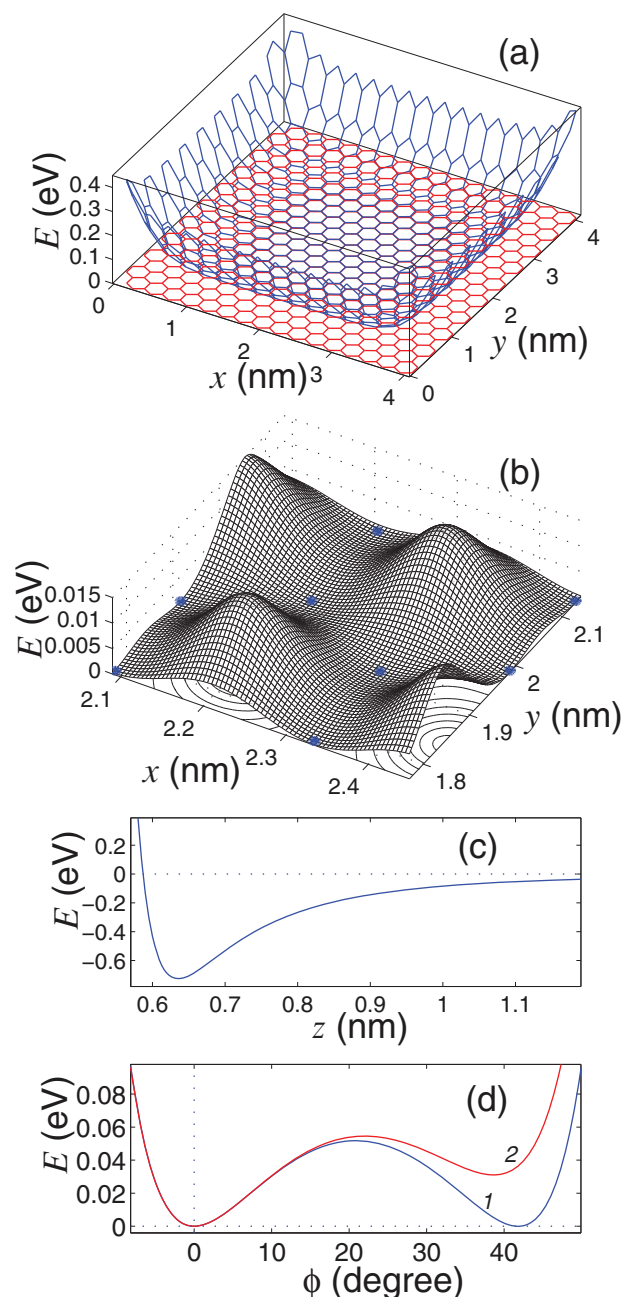 (a)
E (eV)
0.4
0.3
0.2
0.1
0
0
1
2
3
4
x (nm)
0
1
2
3
4
y (nm)
(b)
E (eV)
0.015
0.01
0.005
0
2.1
2.2
2.3
2.4
x (nm)
1.8
1.9
2
2.1
y (nm)
(c)
E (eV)
0.2
0
−0.2
−0.4
−0.6
0.6 0.7 0.8 0.9 1 1.1
z (nm)
(d)
E (eV)
0.08
0.06
0.04
0.02
0
2
1
0 10 20 30 40
ϕ (degree)